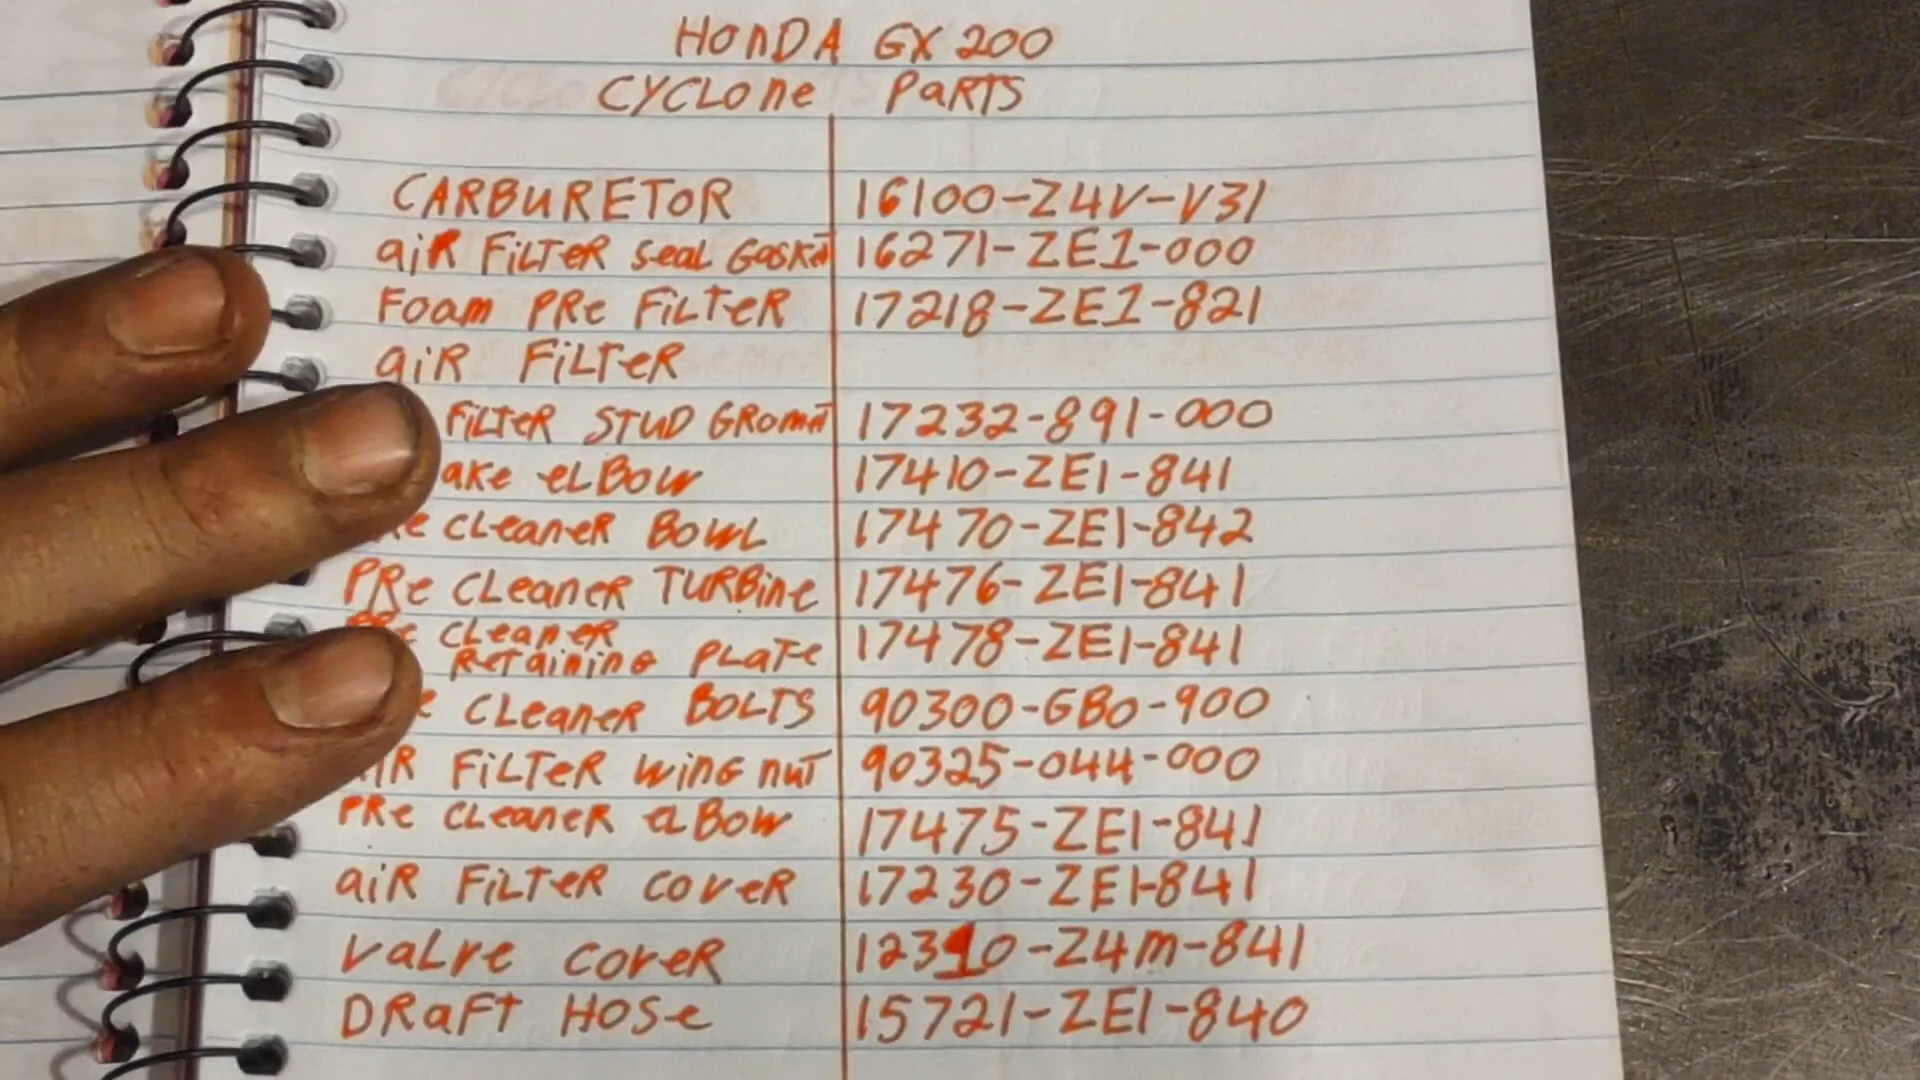 HONDA GX 200
CYCLONE PARTS
CARBURETOR 16100-Z4V-V31
AIR FILTER SEAL GASKET 16271-ZE1-000
FOAM PRE FILTER 17218-ZE1-821
AIR FILTER
FILTER STUD GROMET 17232-891-000
AKE ELBOW 17410-ZE1-841
CLEANER BOWL 17470-ZE1-842
PRE CLEANER TURBINE 17476-ZE1-841
PRE CLEANER
RETAINING PLATE 17478-ZE1-841
CLEANER BOLTS 90300-GB0-900
AIR FILTER WING NUT 90325-044-000
PRE CLEANER ELBOW 17475-ZE1-841
AIR FILTER COVER 17230-ZE1-841
VALVE COVER 12310-Z4M-841
DRAFT HOSE 15721-ZE1-840